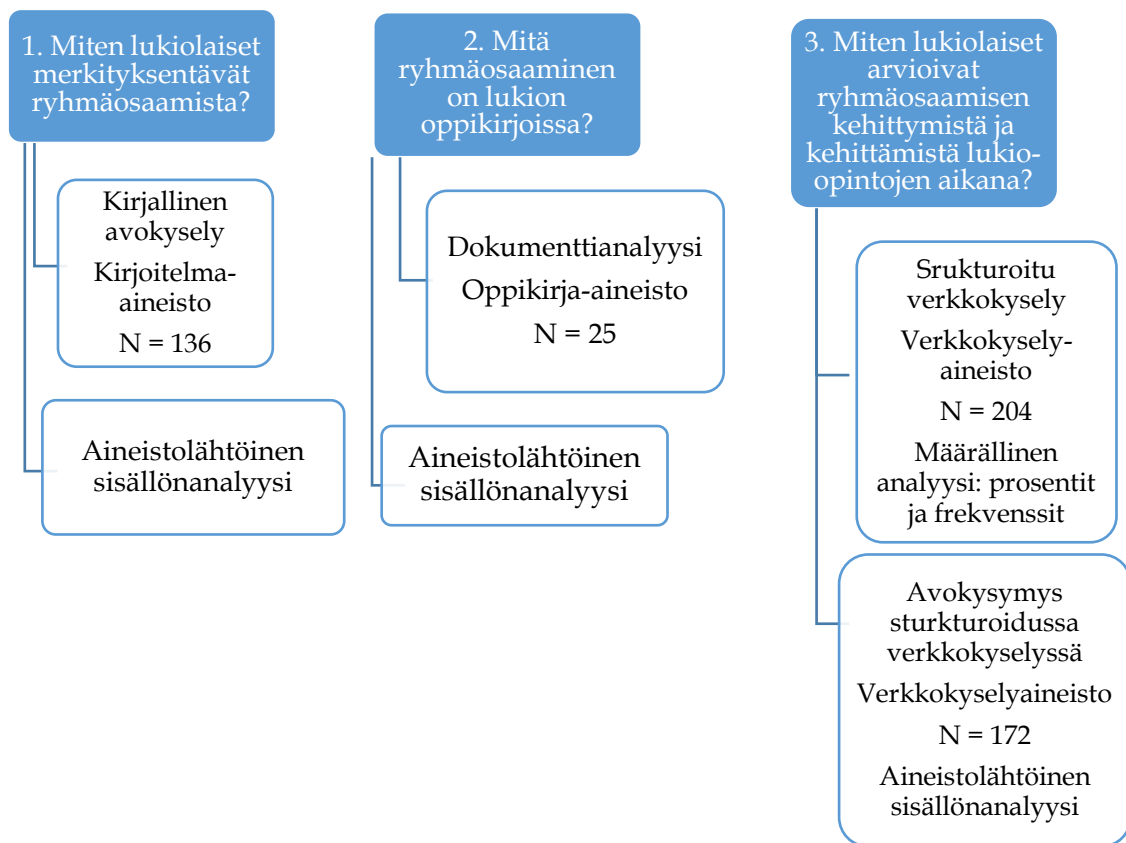 1. Miten lukiolaiset
merkityksentävät
ryhmäosaamista?
Kirjallinen
avokysely
Kirjoitelma-
aineisto
N = 136
Aineistolähtöinen
sisällönanalyysi
2. Mitä
ryhmäosaaminen
on lukion
oppikirjoissa?
Dokumenttianalyysi
Oppikirja-aineisto
N = 25
Aineistolähtöinen
sisällönanalyysi
3. Miten lukiolaiset
arvioivat
ryhmäosaamisen
kehittymistä ja
kehittämistä lukio-
opintojen aikana?
Srukturoitu
verkkokysely
Verkkokysely-
aineisto
N = 204
Määrällinen
analyysi: prosentit
ja frekvenssit
Avokysymys
sturkturoidussa
verkkokyselyssä
Verkkokyselyaineisto
N = 172
Aineistolähtöinen
sisällönanalyysi